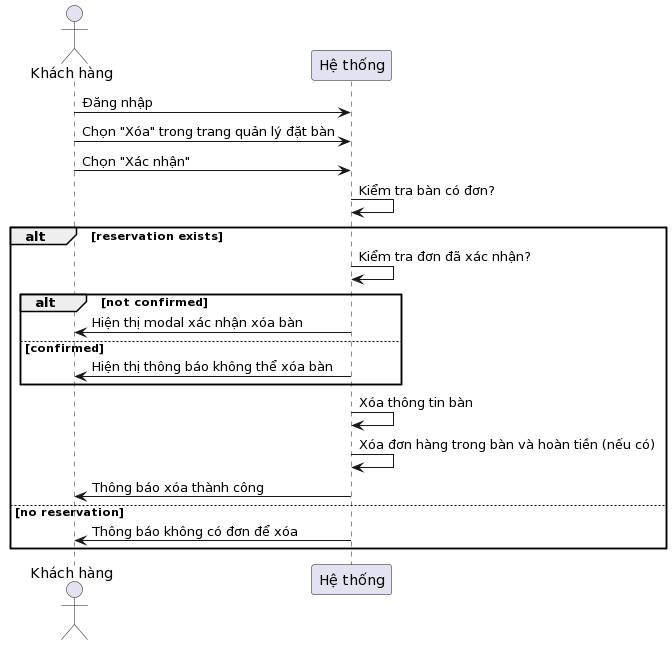 Khách hàng
Hệ thống
Đăng nhập
Chọn "Xóa" trong trang quản lý đặt bàn
Chọn "Xác nhận"
Kiểm tra bàn có đơn?
alt [reservation exists]
Kiểm tra đơn đã xác nhận?
alt [not confirmed]
Hiện thị modal xác nhận xóa bàn
[confirmed]
Hiện thị thông báo không thể xóa bàn
Xóa thông tin bàn
Xóa đơn hàng trong bàn và hoàn tiền (nếu có)
Thông báo xóa thành công
[no reservation]
Thông báo không có đơn để xóa
Khách hàng
Hệ thống